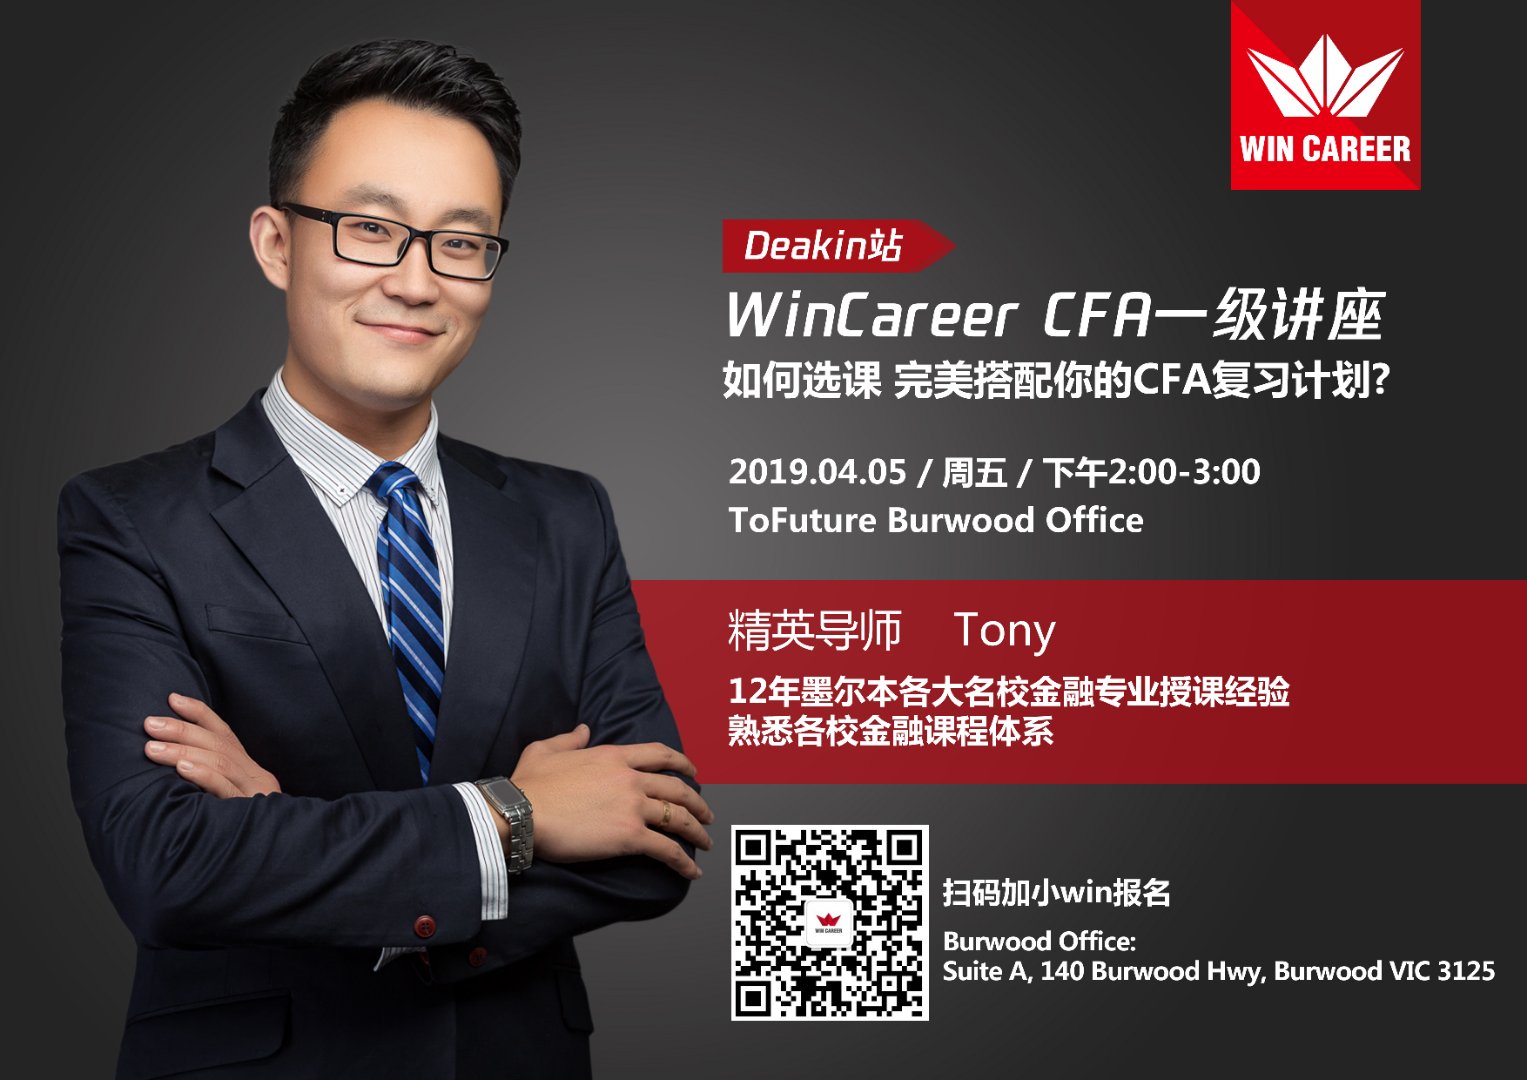 WIN CAREER
Deakin站
WinCareer CFA一级讲座
如何选课 完美搭配你的CFA复习计划?
2019.04.05 / 周五 / 下午2:00-3:00
ToFuture Burwood Office
精英导师 Tony
12年墨尔本各大名校金融专业授课经验
熟悉各校金融课程体系
WIN CAREER
扫码加小win报名
Burwood Office:
Suite A, 140 Burwood Hwy, Burwood VIC 3125